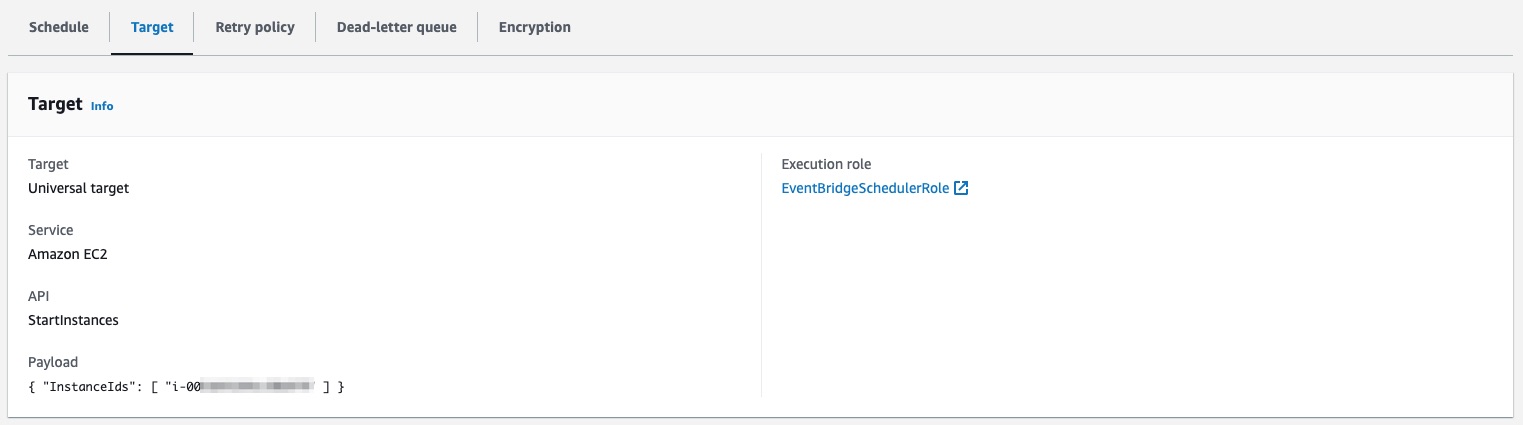 Schedule
Target
Retry policy
Dead-letter queue
Encryption
Target Info
Target
Universal target
Service
Amazon EC2
API
StartInstances
Payload
{ "InstanceIds": [ "i-00 ] }
Execution role
EventBridgeSchedulerRole